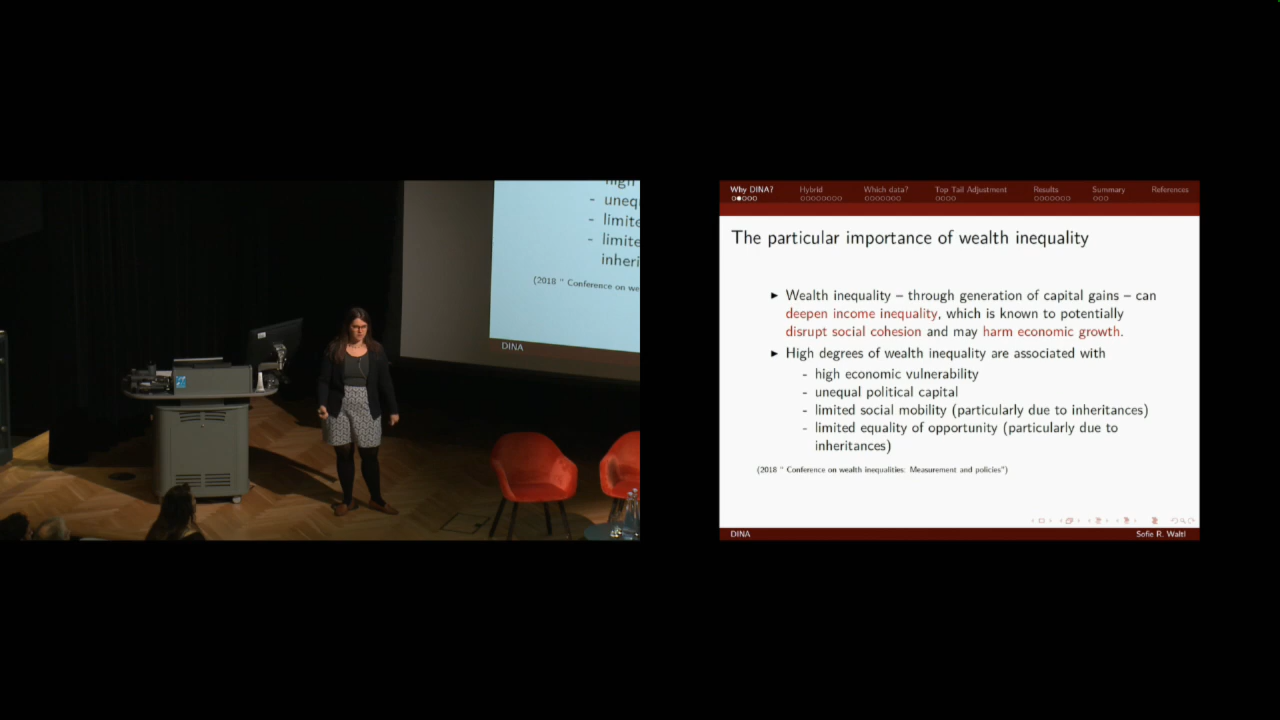 high
- uneq
- limite
- limite
inheri
(2018 " Conference on we
DINA
Why DINA? Hybrid Which data? Top Tail Adjustment Results Summary References
The particular importance of wealth inequality
► Wealth inequality – through generation of capital gains – can
deepen income inequality, which is known to potentially
disrupt social cohesion and may harm economic growth.
► High degrees of wealth inequality are associated with
- high economic vulnerability
- unequal political capital
- limited social mobility (particularly due to inheritances)
- limited equality of opportunity (particularly due to
inheritances)
(2018 " Conference on wealth inequalities: Measurement and policies")
DINA Sofie R. Waltl